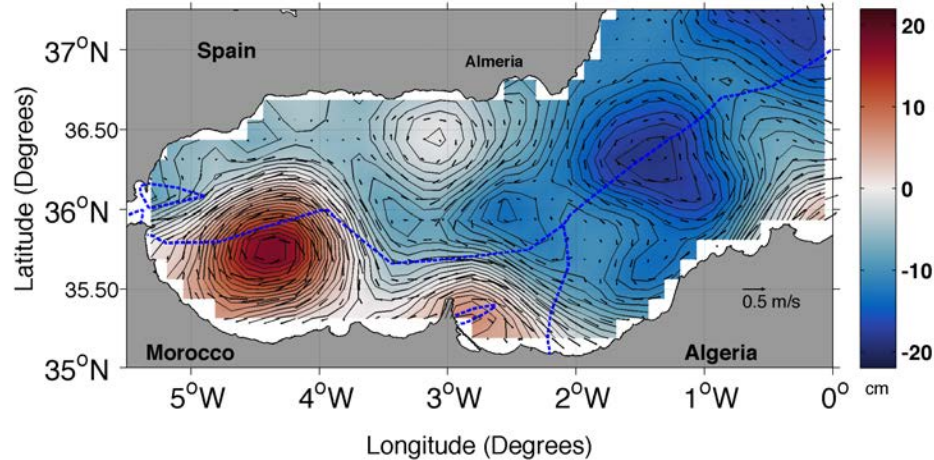 37°N
36.50
36°N
35.50
35°N
Latitude (Degrees)
Spain
Almeria
Morocco
Algeria
0.5 m/s
5°W
4°W
3°W
2°W
1°W
0°
Longitude (Degrees)
20
10
0
-10
-20
cm